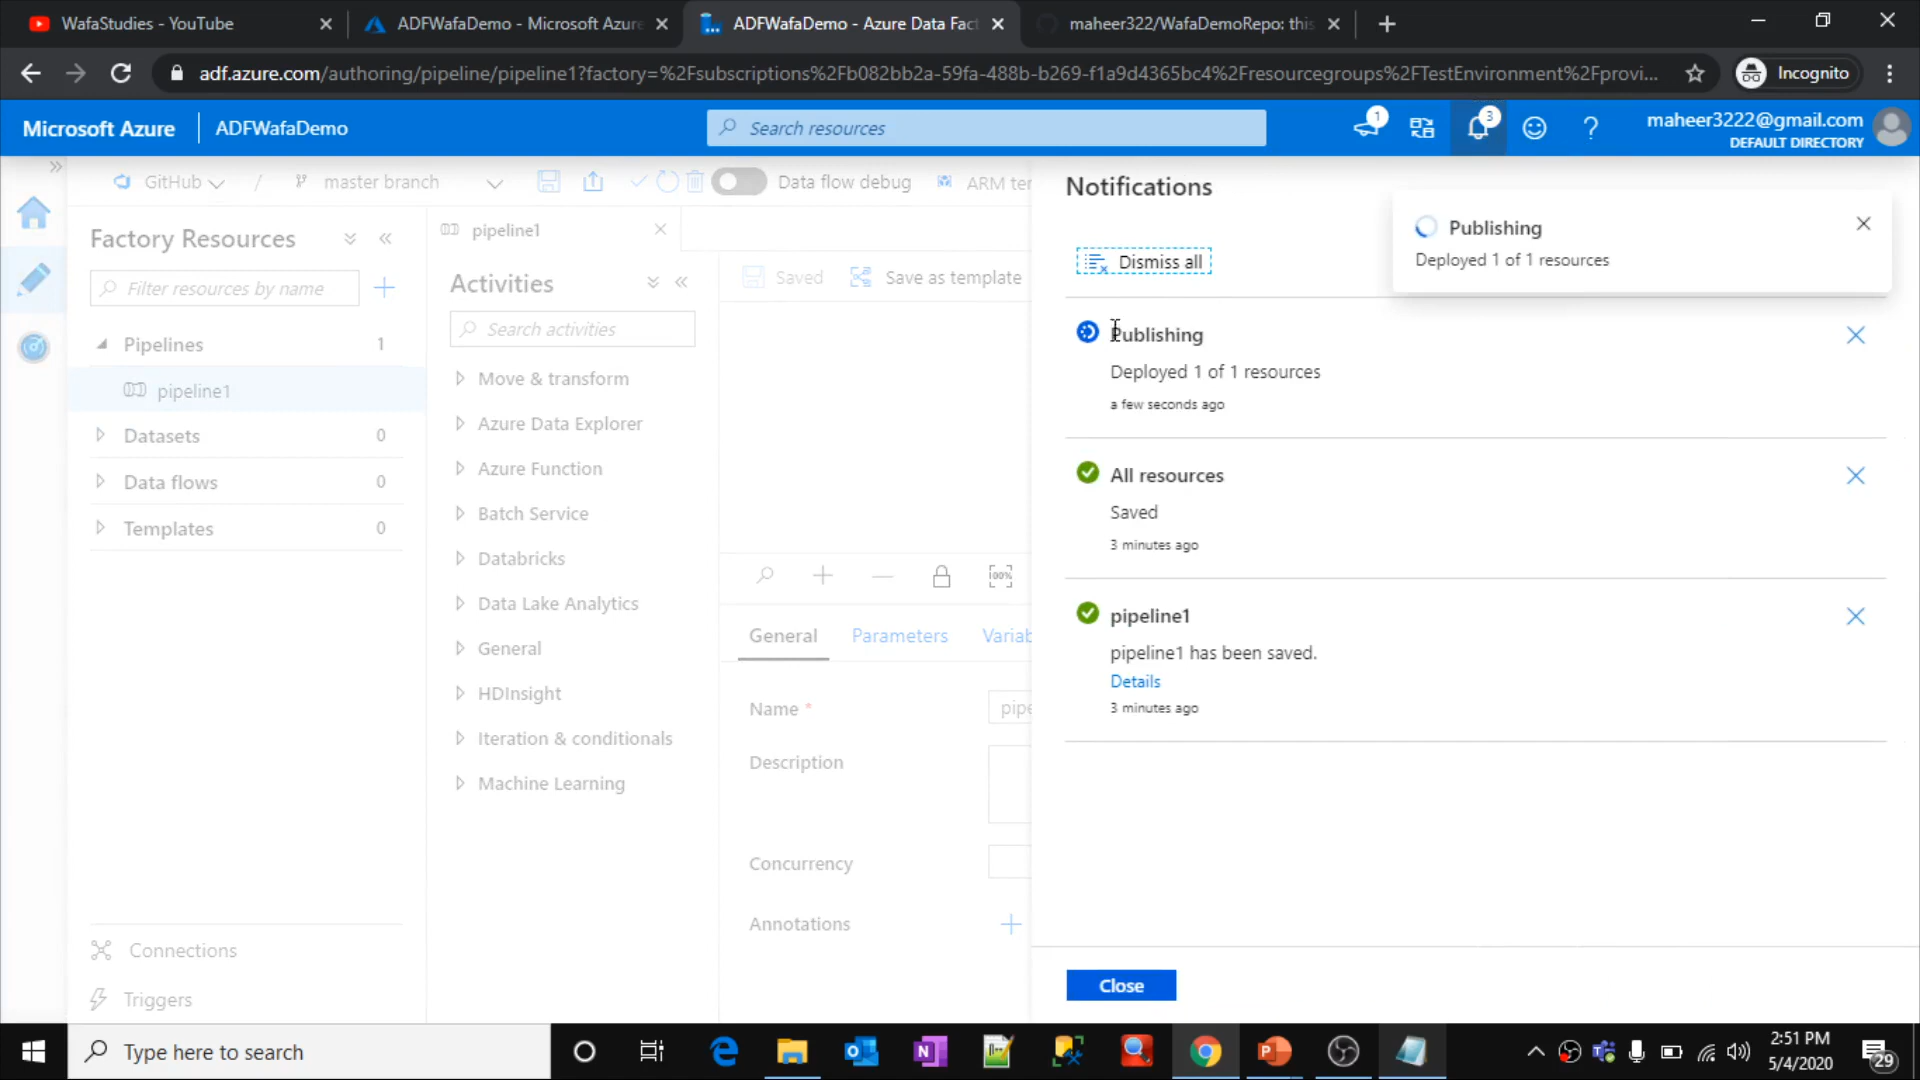 WafaStudies - YouTube
ADFWafaDemo - Microsoft Azure
ADFWafaDemo - Azure Data Fact
maheer322/WafaDemoRepo: this
adf.azure.com/authoring/pipeline/pipeline1?factory=%2Fsubscriptions%2Fb082bb2a-59fa-488b-b269-f1a9d4365bc4%2Fresourcegroups%2FTestEnvironment%2Fprovi...
Incognito
Microsoft Azure
ADFWafaDemo
Search resources
1
3
maheer3222@gmail.com
DEFAULT DIRECTORY
GitHub
/
master branch
Data flow debug
ARM ter
Factory Resources
Filter resources by name
Pipelines 1
pipeline1
Datasets 0
Data flows 0
Templates 0
Connections
Triggers
pipeline1
Activities
Search activities
Move & transform
Azure Data Explorer
Azure Function
Batch Service
Databricks
Data Lake Analytics
General
HDInsight
Iteration & conditionals
Machine Learning
Saved
Save as template
100%
General
Parameters
Variab
Name *
pipe
Description
Concurrency
Annotations
Notifications
Dismiss all
Publishing
Deployed 1 of 1 resources
Publishing
Deployed 1 of 1 resources
a few seconds ago
All resources
Saved
3 minutes ago
pipeline1
pipeline1 has been saved.
Details
3 minutes ago
Close
Type here to search
2:51 PM
5/4/2020
29